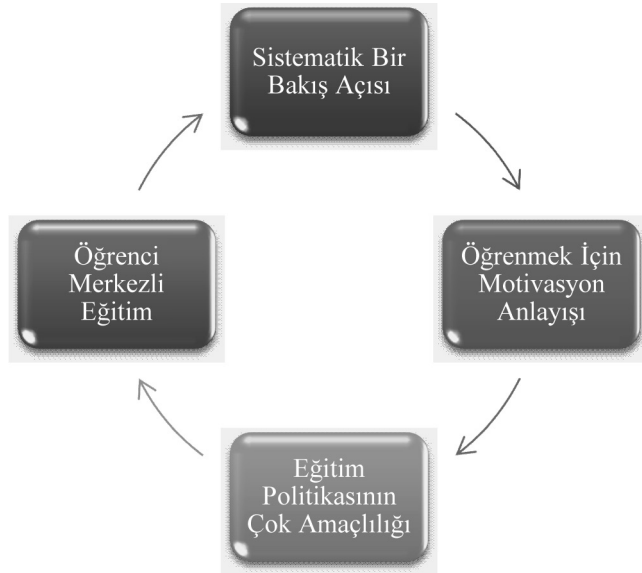 Sistematik Bir
Bakış Açısı
Öğrenmek İçin
Motivasyon
Anlayışı
Eğitim
Politikasının
Çok Amaçlılığı
Öğrenci
Merkezli
Eğitim